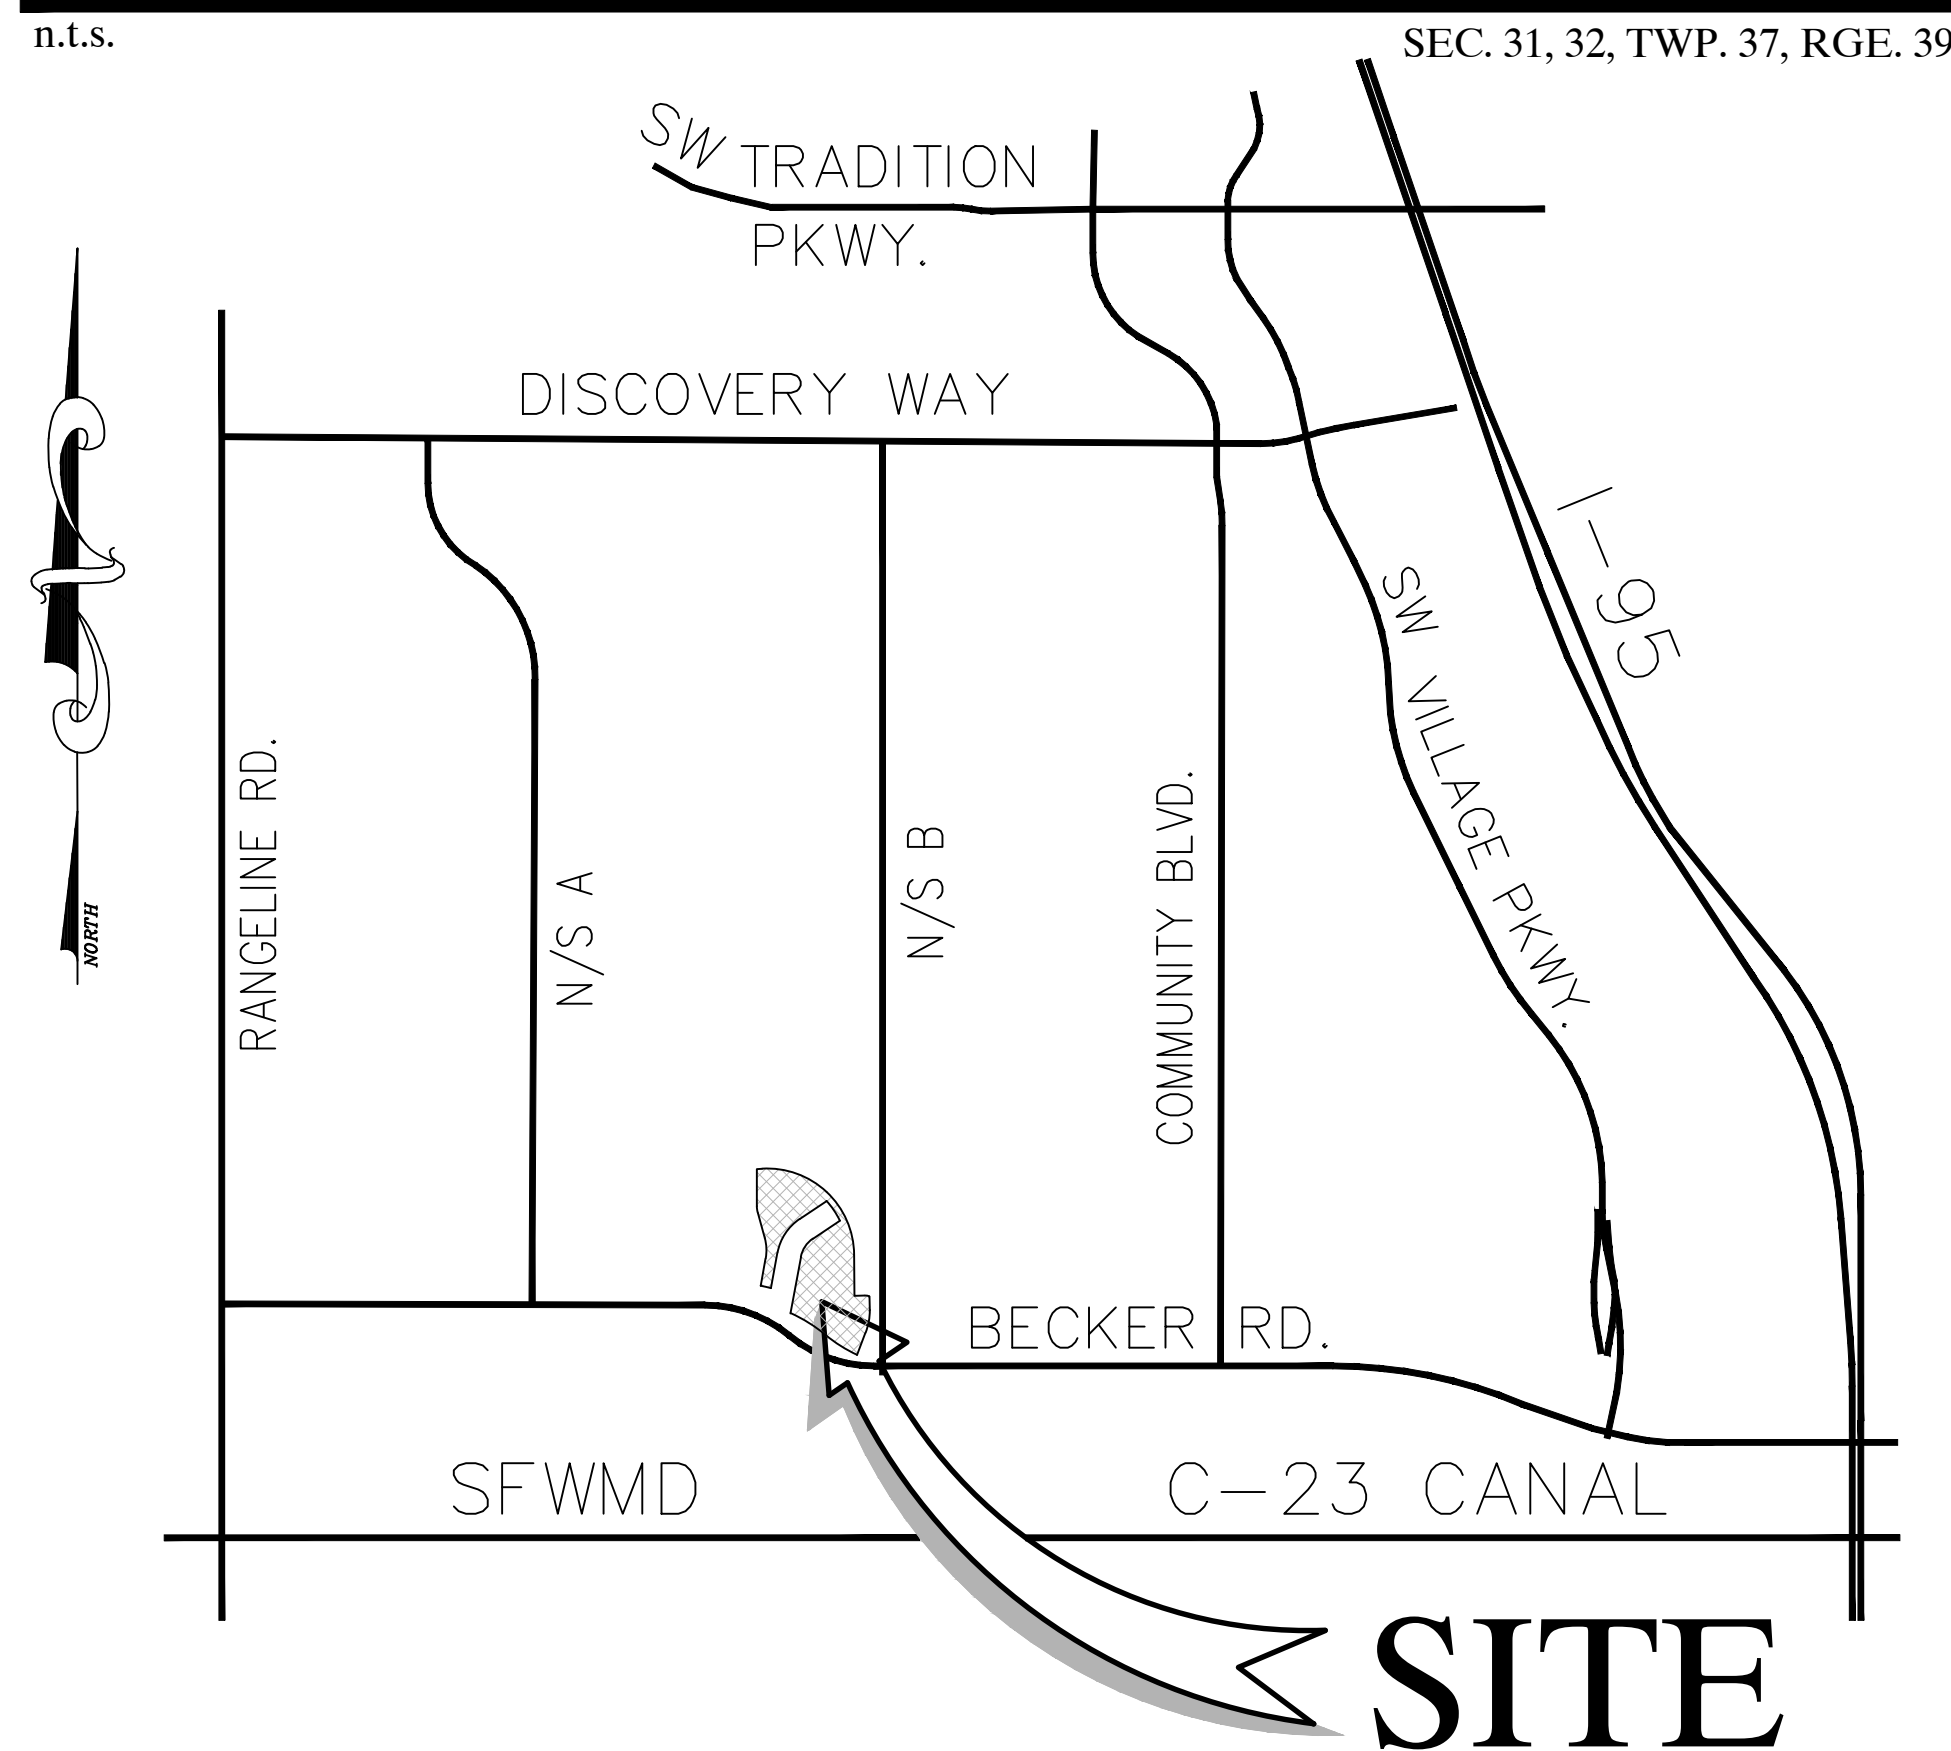 n.t.s.
SEC. 31, 32, TWP. 37, RGE. 39
SW TRADITION
PKWY.
DISCOVERY WAY
I-95
SW VILLAGE PKWY.
RANGELINE RD.
N/S A
N/S B
COMMUNITY BLVD.
NORTH
BECKER RD.
SFWMD C-23 CANAL
SITE